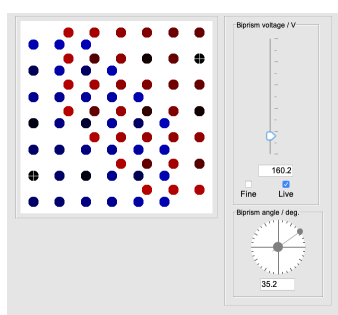 Biprism voltage / V
160.2
Fine Live
Biprism angle / deg.
35.2